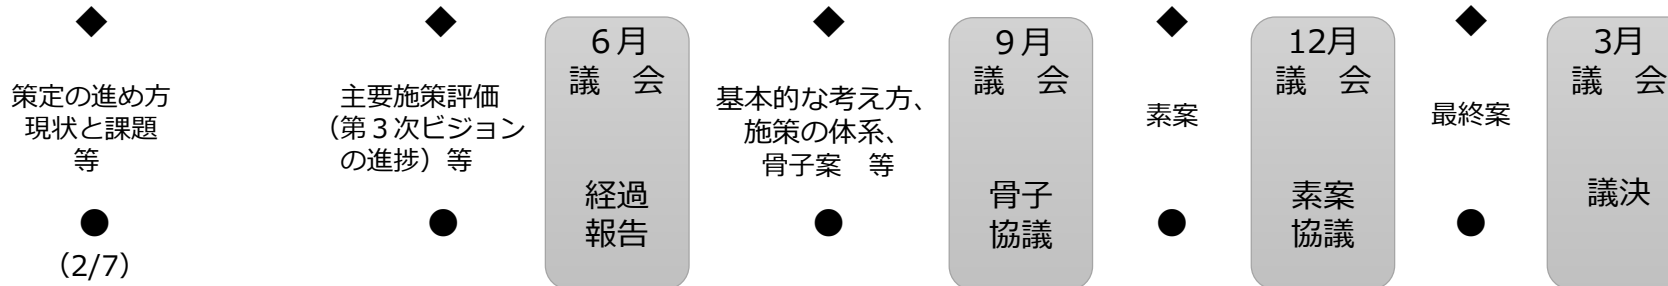 ◆
策定の進め方
現状と課題
等
●
（2/7）
◆
主要施策評価
（第３次ビジョン
の進捗）等
●
６月
議　会
経過
報告
◆
基本的な考え方、
施策の体系、
骨子案　等
●
９月
議　会
骨子
協議
◆
素案
●
12月
議　会
素案
協議
◆
最終案
●
3月
議　会
議決